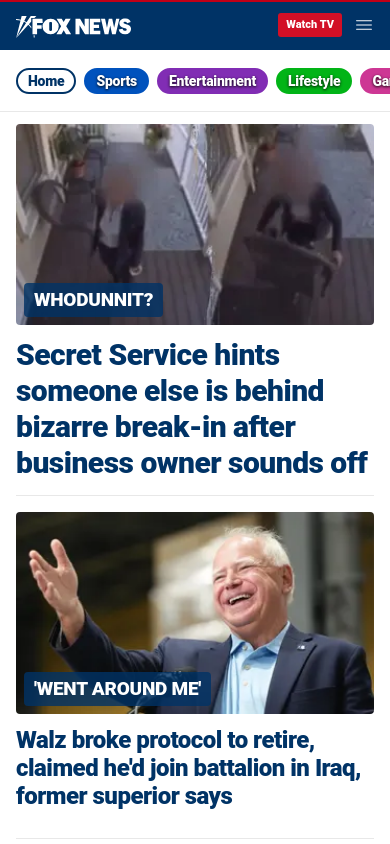 FOX NEWS
Watch TV
Home
Sports
Entertainment
Lifestyle
Ga
WHODUNNIT?
Secret Service hints
someone else is behind
bizarre break-in after
business owner sounds off
'WENT AROUND ME'
Walz broke protocol to retire,
claimed he'd join battalion in Iraq,
former superior says